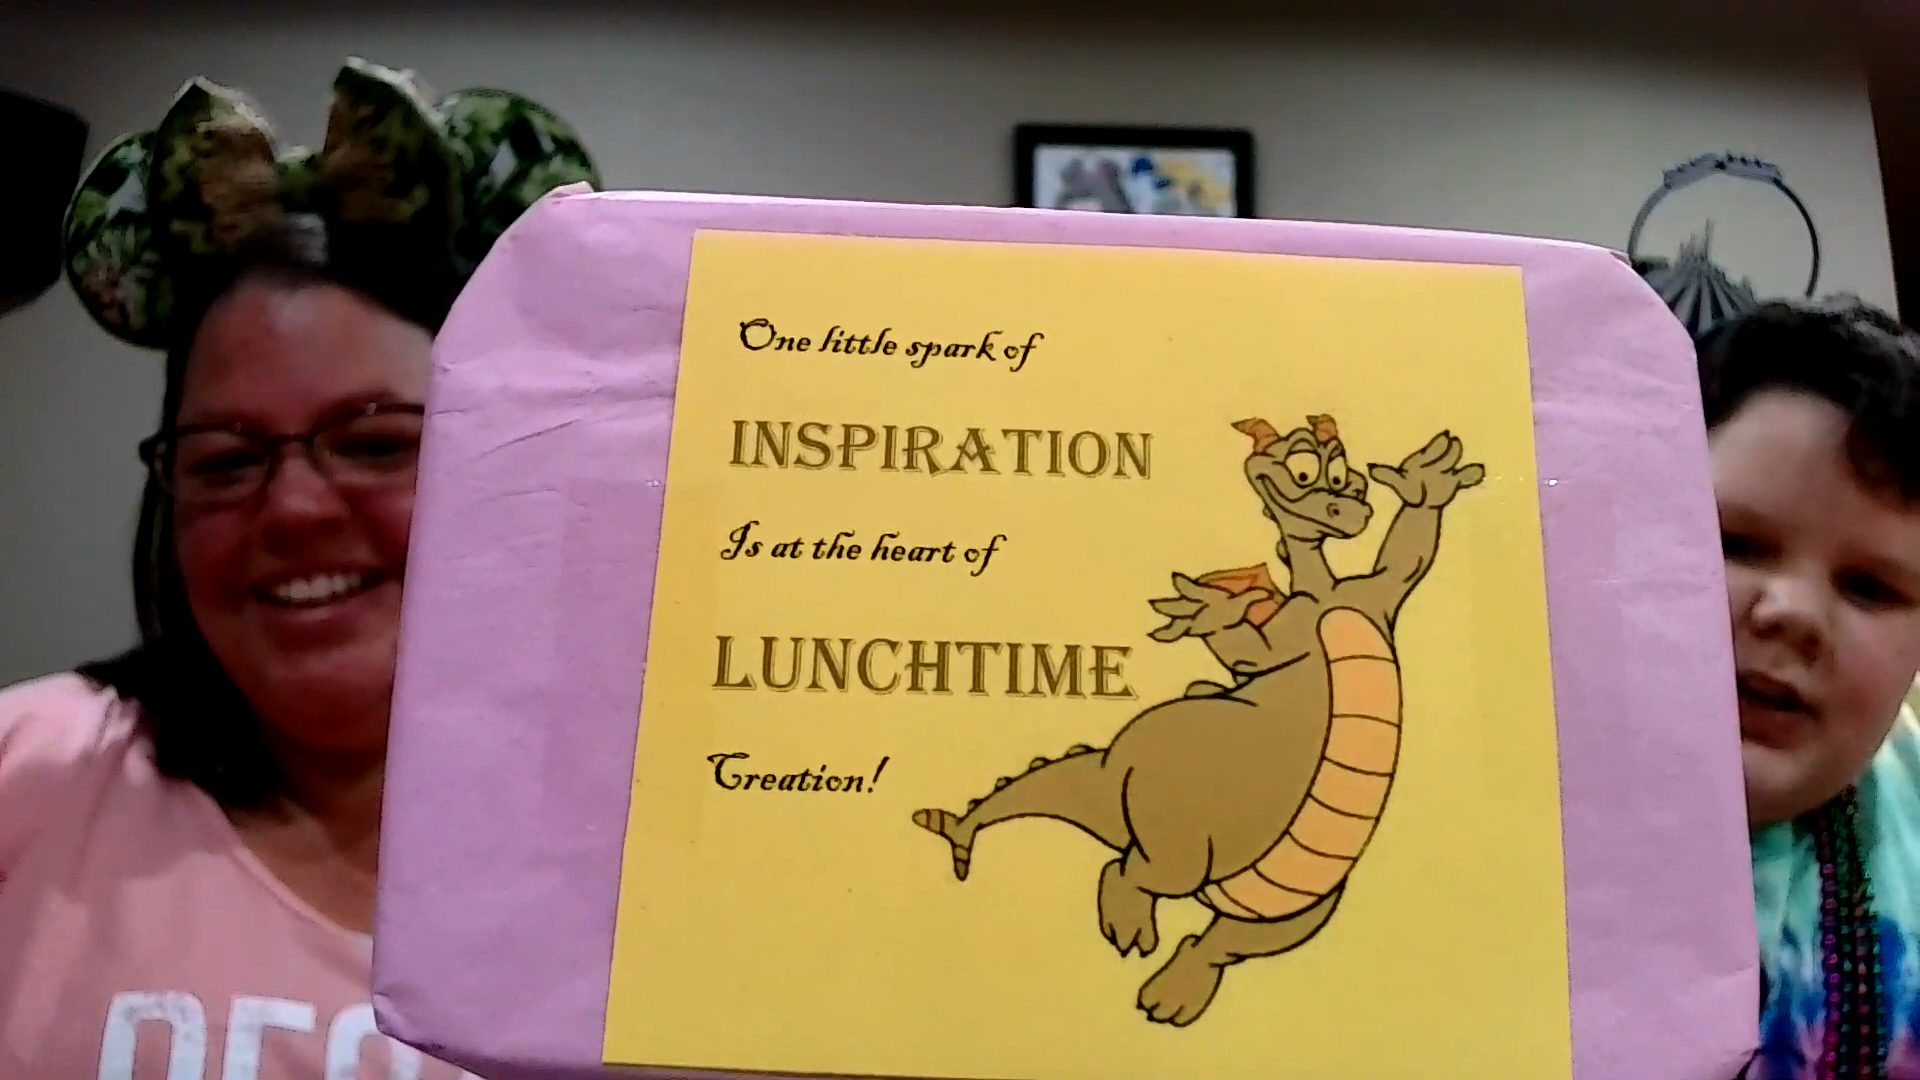 One little spark of
INSPIRATION
Is at the heart of
LUNCHTIME
Creation!